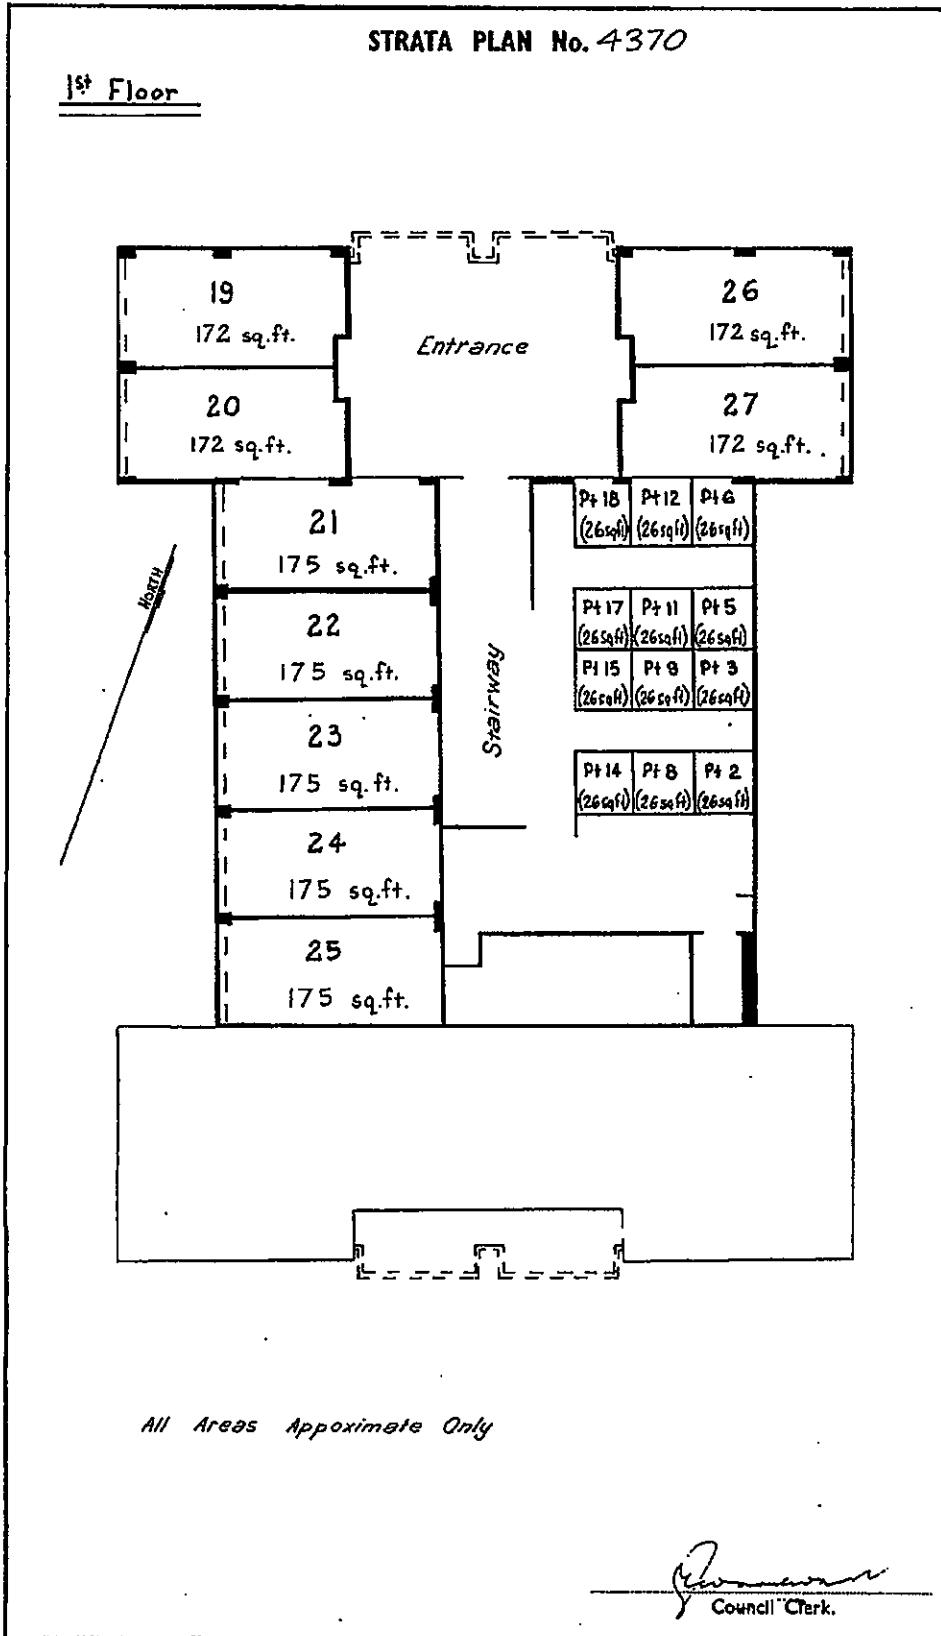 STRATA PLAN No. 4370
1st Floor
19
172 sq.ft.
Entrance
26
172 sq.ft.
20
172 sq.ft.
27
172 sq.ft.
21
175 sq.ft.
Pt 18
(26sqft)
Pt 12
(26sqft)
Pt 6
(26sqft)
NORTH
22
175 sq.ft.
Stairway
Pt 17
(26sqft)
Pt 11
(26sqft)
Pt 5
(26sqft)
Pt 15
(26sqft)
Pt 9
(26sqft)
Pt 3
(26sqft)
23
175 sq.ft.
Pt 14
(26sqft)
Pt 8
(26sqft)
Pt 2
(26sqft)
24
175 sq.ft.
25
175 sq.ft.
All Areas Appoximate Only
Council Clerk.